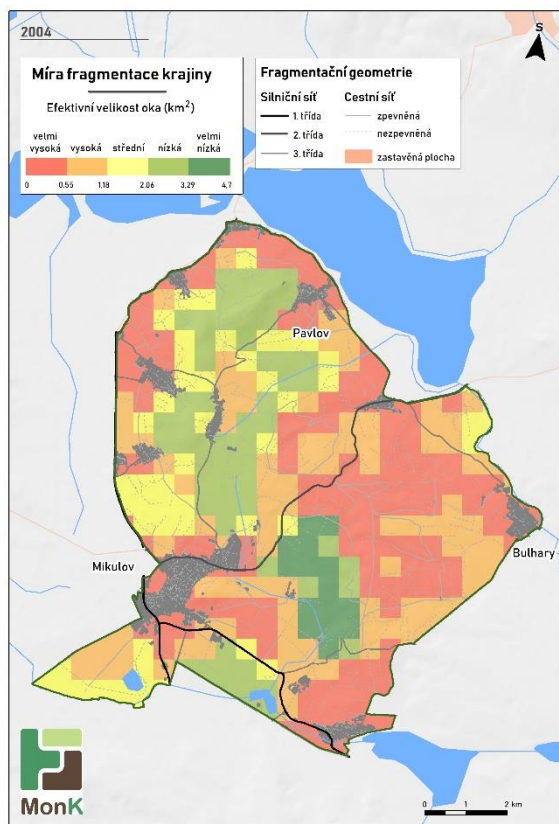 2004
S
Míra fragmentace krajiny
Efektivní velikost oka (km²)
velmi vysoká
vysoká
střední
nízká
velmi nízká
0 0,55 1,18 2.06 3,29 4,7
Fragmentační geometrie
Silniční síť
1. třída
2. třída
3. třída
Cestní síť
zpevněná
nezpevněná
zastavěná plocha
Pavlov
Mikulov
Bulhary
MonK
0 1 2 km